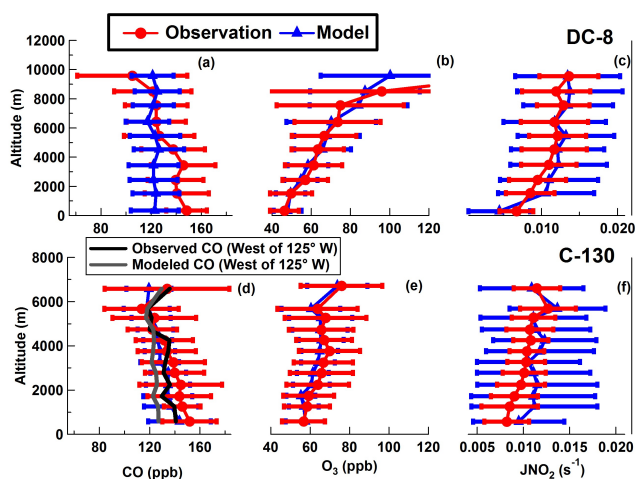 Observation Model
DC-8
(a) (b) (c)
Altitude (m)
12000
10000
8000
6000
4000
2000
0
80 120 160
40 60 80 100 120
0.010 0.020
Observed CO (West of 125° W)
Modeled CO (West of 125° W)
C-130
(d) (e) (f)
Altitude (m)
8000
6000
4000
2000
0
80 120 160
40 60 80 100 120
0.005 0.010 0.015 0.020
CO (ppb)
O₃ (ppb)
JNO₂ (s⁻¹)